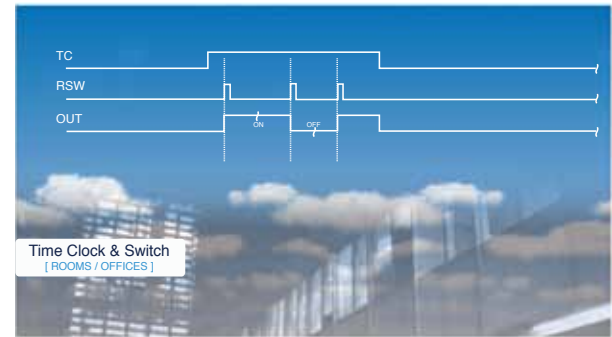 TC
RSW
OUT
ON
OFF
Time Clock & Switch
[ ROOMS / OFFICES ]